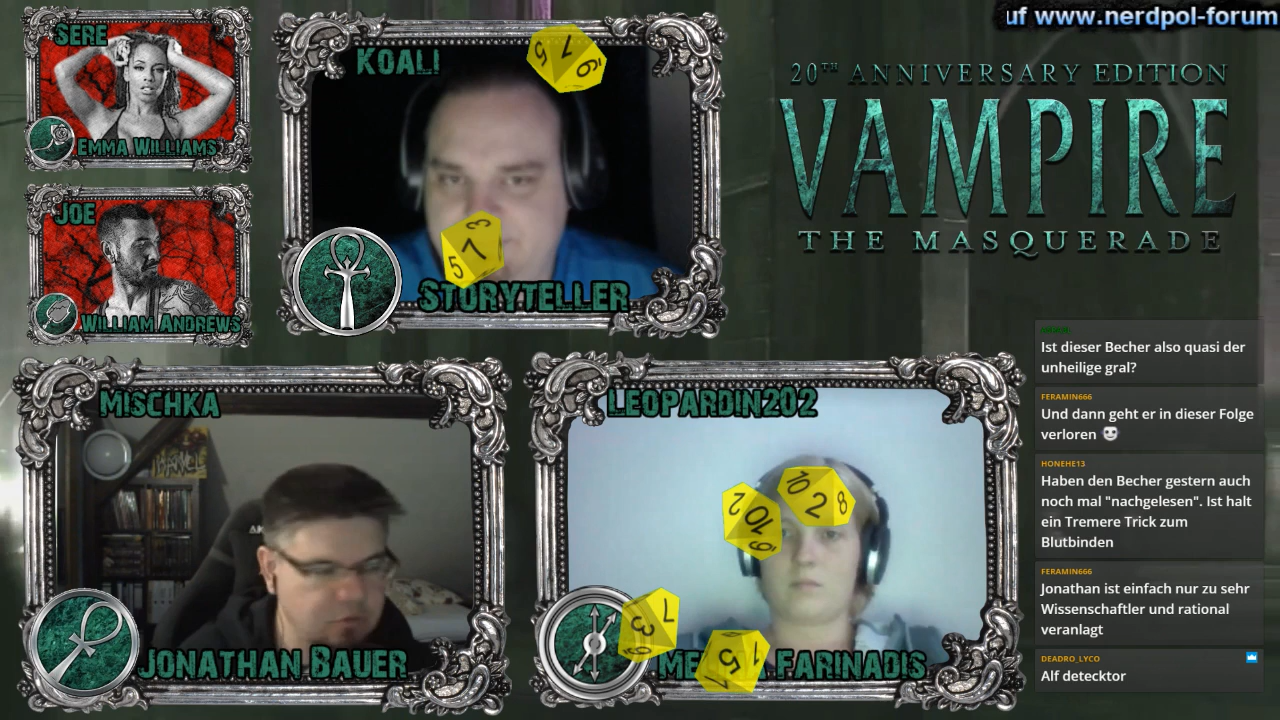 uf www.nerdpol-forum
SERE
EMMA WILLIAMS
JOE
WILLIAM ANDREWS
KOALI
STORYTELLER
20TH ANNIVERSARY EDITION
VAMPIRE
THE MASQUERADE
MISCHKA
JONATHAN BAUER
LEOPARDIN202
FARINADIS
Ist dieser Becher also quasi der
unheilige gral?
FERAMIN666
Und dann geht er in dieser Folge
verloren
HONEHE13
Haben den Becher gestern auch
noch mal "nachgelesen". Ist halt
ein Tremere Trick zum
Blutbinden
FERAMIN666
Jonathan ist einfach nur zu sehr
Wissenschaftler und rational
veranlagt
DEADRO_LYCO
Alf detecktor